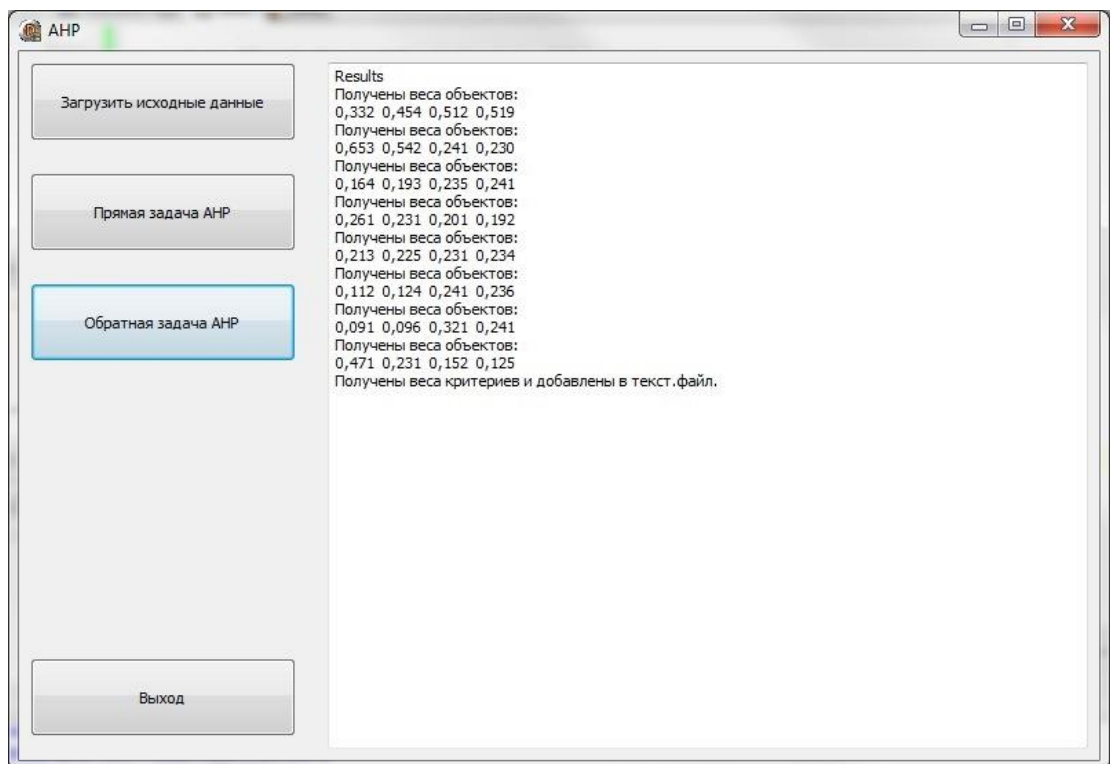 AHP
Загрузить исходные данные
Прямая задача AHP
Обратная задача AHP
Выход
Results
Получены веса объектов:
0,332 0,454 0,512 0,519
Получены веса объектов:
0,653 0,542 0,241 0,230
Получены веса объектов:
0,164 0,193 0,235 0,241
Получены веса объектов:
0,261 0,231 0,201 0,192
Получены веса объектов:
0,213 0,225 0,231 0,234
Получены веса объектов:
0,112 0,124 0,241 0,236
Получены веса объектов:
0,091 0,096 0,321 0,241
Получены веса объектов:
0,471 0,231 0,152 0,125
Получены веса критериев и добавлены в текст.файл.